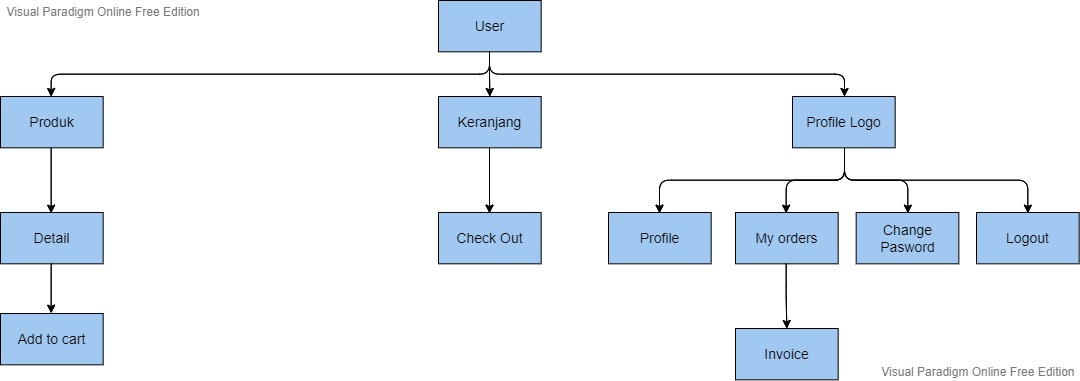 Visual Paradigm Online Free Edition
User
Produk
Keranjang
Profile Logo
Detail
Check Out
Profile
My orders
Change
Pasword
Logout
Add to cart
Invoice
Visual Paradigm Online Free Edition